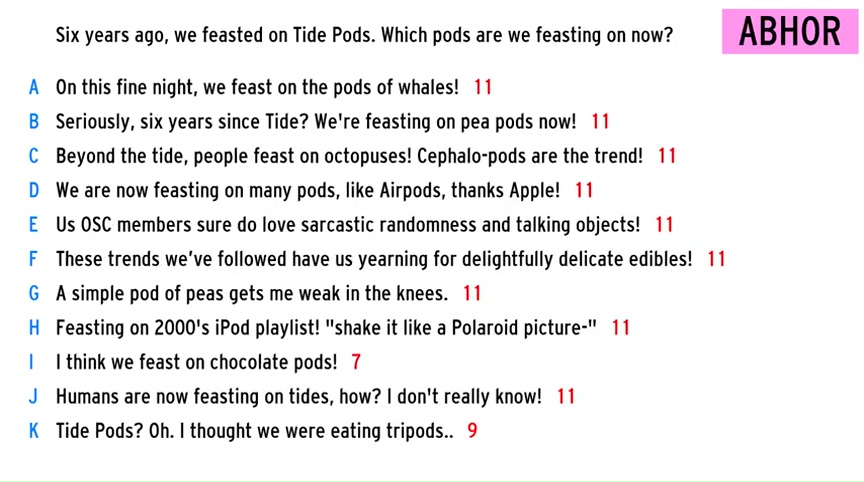 Six years ago, we feasted on Tide Pods. Which pods are we feasting on now?
ABHOR
A On this fine night, we feast on the pods of whales! 11
B Seriously, six years since Tide? We're feasting on pea pods now! 11
C Beyond the tide, people feast on octopuses! Cephalo-pods are the trend! 11
D We are now feasting on many pods, like Airpods, thanks Apple! 11
E Us OSC members sure do love sarcastic randomness and talking objects! 11
F These trends we’ve followed have us yearning for delightfully delicate edibles! 11
G A simple pod of peas gets me weak in the knees. 11
H Feasting on 2000's iPod playlist! "shake it like a Polaroid picture-" 11
I I think we feast on chocolate pods! 7
J Humans are now feasting on tides, how? I don't really know! 11
K Tide Pods? Oh. I thought we were eating tripods.. 9